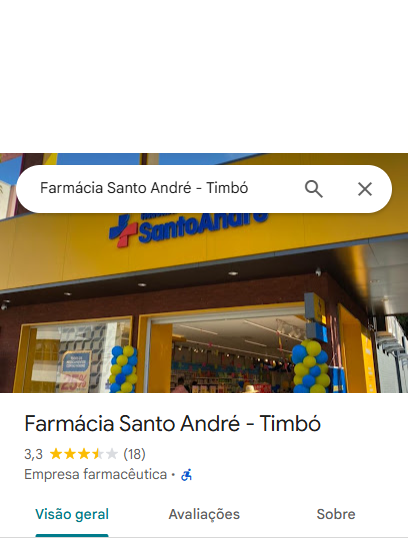 Farmácia Santo André - Timbó
SantoAndré
Farmácia Santo André - Timbó
3,3 (18)
Empresa farmacêutica ·
Visão geral Avaliações Sobre